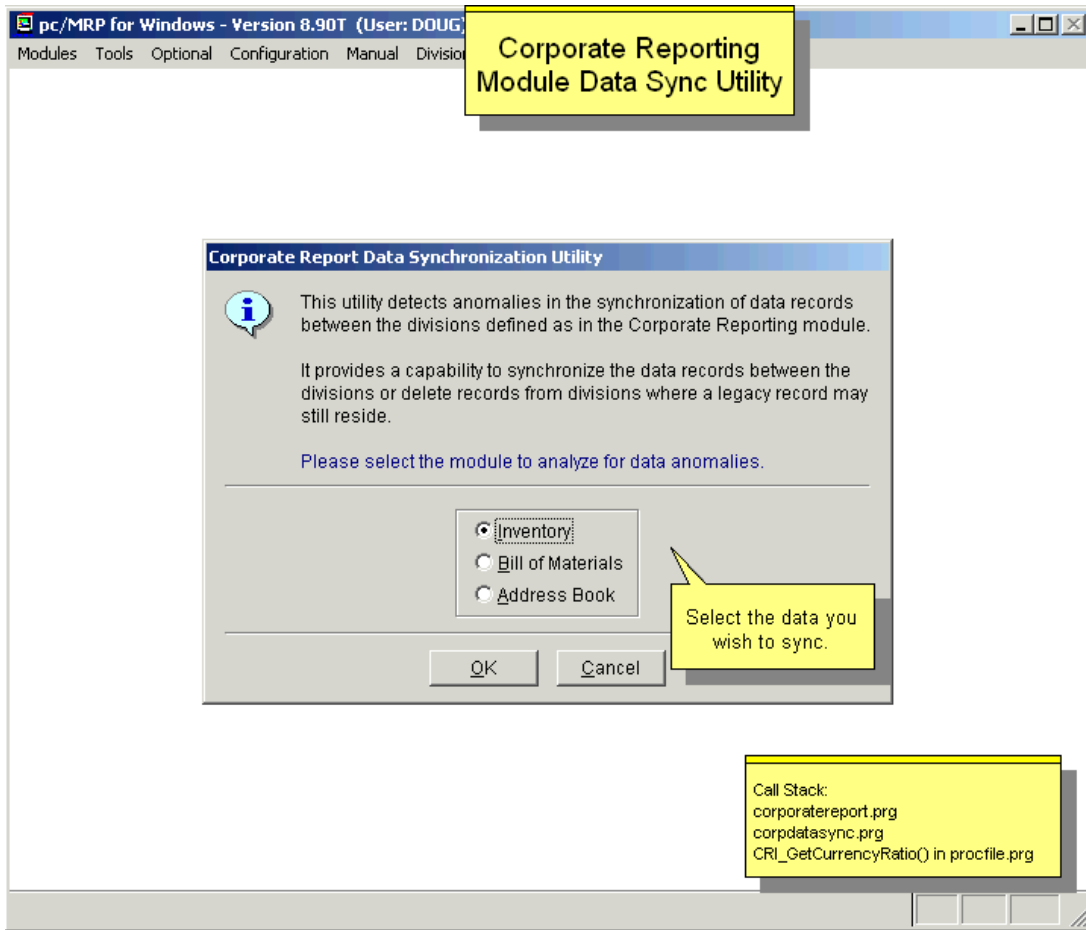 pc/MRP for Windows - Version 8.90T (User: DOUG)
Corporate Reporting
Module Data Sync Utility
Modules Tools Optional Configuration Manual Division
Corporate Report Data Synchronization Utility
This utility detects anomalies in the synchronization of data records
between the divisions defined as in the Corporate Reporting module.
It provides a capability to synchronize the data records between the
divisions or delete records from divisions where a legacy record may
still reside.
Please select the module to analyze for data anomalies.
Inventory
Bill of Materials
Address Book
Select the data you
wish to sync.
OK Cancel
Call Stack:
corporatereport.prg
corpdatasync.prg
CRI_GetCurrencyRatio() in procfile.prg